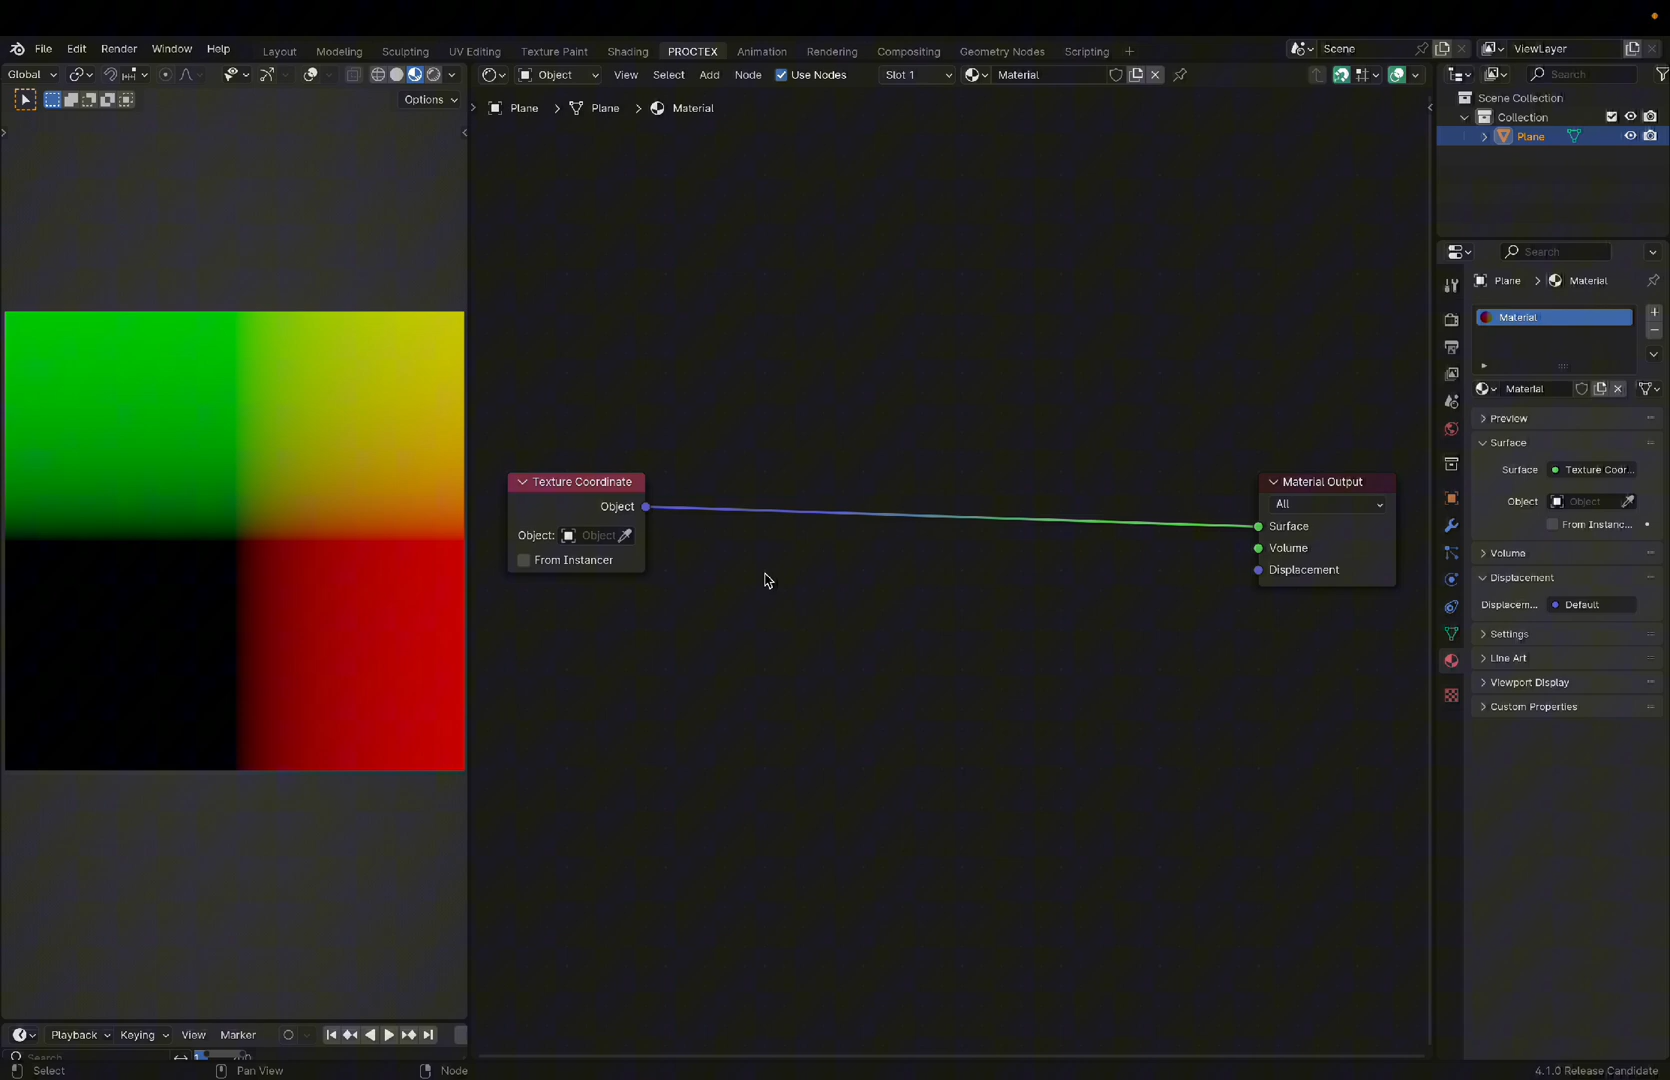 File Edit Render Window Help
Layout Modeling Sculpting UV Editing Texture Paint Shading PROCTEX Animation Rendering Compositing Geometry Nodes Scripting
Scene ViewLayer
Global
Object View Select Add Node Use Nodes Slot 1 Material
Search
Options
Plane Plane Material
Scene Collection
Collection
Plane
Search
Plane Material
Material
Material
Preview
Surface
Surface Texture Coor...
Object Object
From Instanc...
Volume
Displacement
Displacem... Default
Settings
Line Art
Viewport Display
Custom Properties
Texture Coordinate
Object
Object: Object
From Instancer
Material Output
All
Surface
Volume
Displacement
Playback Keying View Marker
Search
Select Pan View Node
4.1.0 Release Candidate